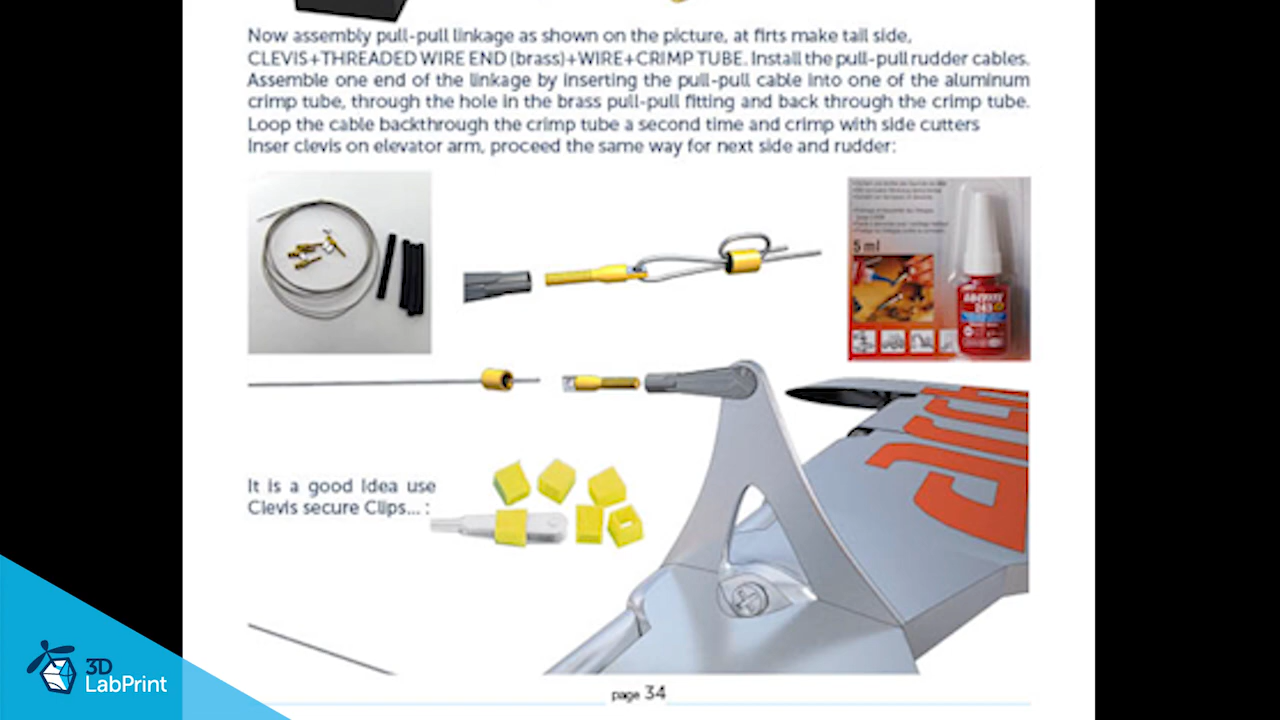 Now assembly pull-pull linkage as shown on the picture, at firts make tail side,
CLEVIS+THREADED WIRE END (brass)+WIRE+CRIMP TUBE. Install the pull-pull rudder cables.
Assemble one end of the linkage by inserting the pull-pull cable into one of the aluminum
crimp tube, through the hole in the brass pull-pull fitting and back through the crimp tube.
Loop the cable backthrough the crimp tube a second time and crimp with side cutters
Inser clevis on elevator arm, proceed the same way for next side and rudder:
5 ml
It is a good Idea use
Clevis secure Clips... :
3D
LabPrint
page 34